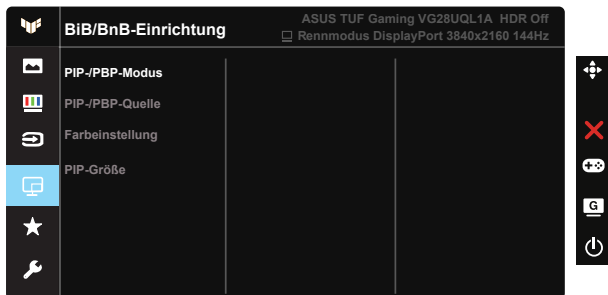 BiB/BnB-Einrichtung
ASUS TUF Gaming VG28UQL1A HDR Off
Rennmodus DisplayPort 3840x2160 144Hz
PIP-/PBP-Modus
PIP-/PBP-Quelle
Farbeinstellung
PIP-Größe
G